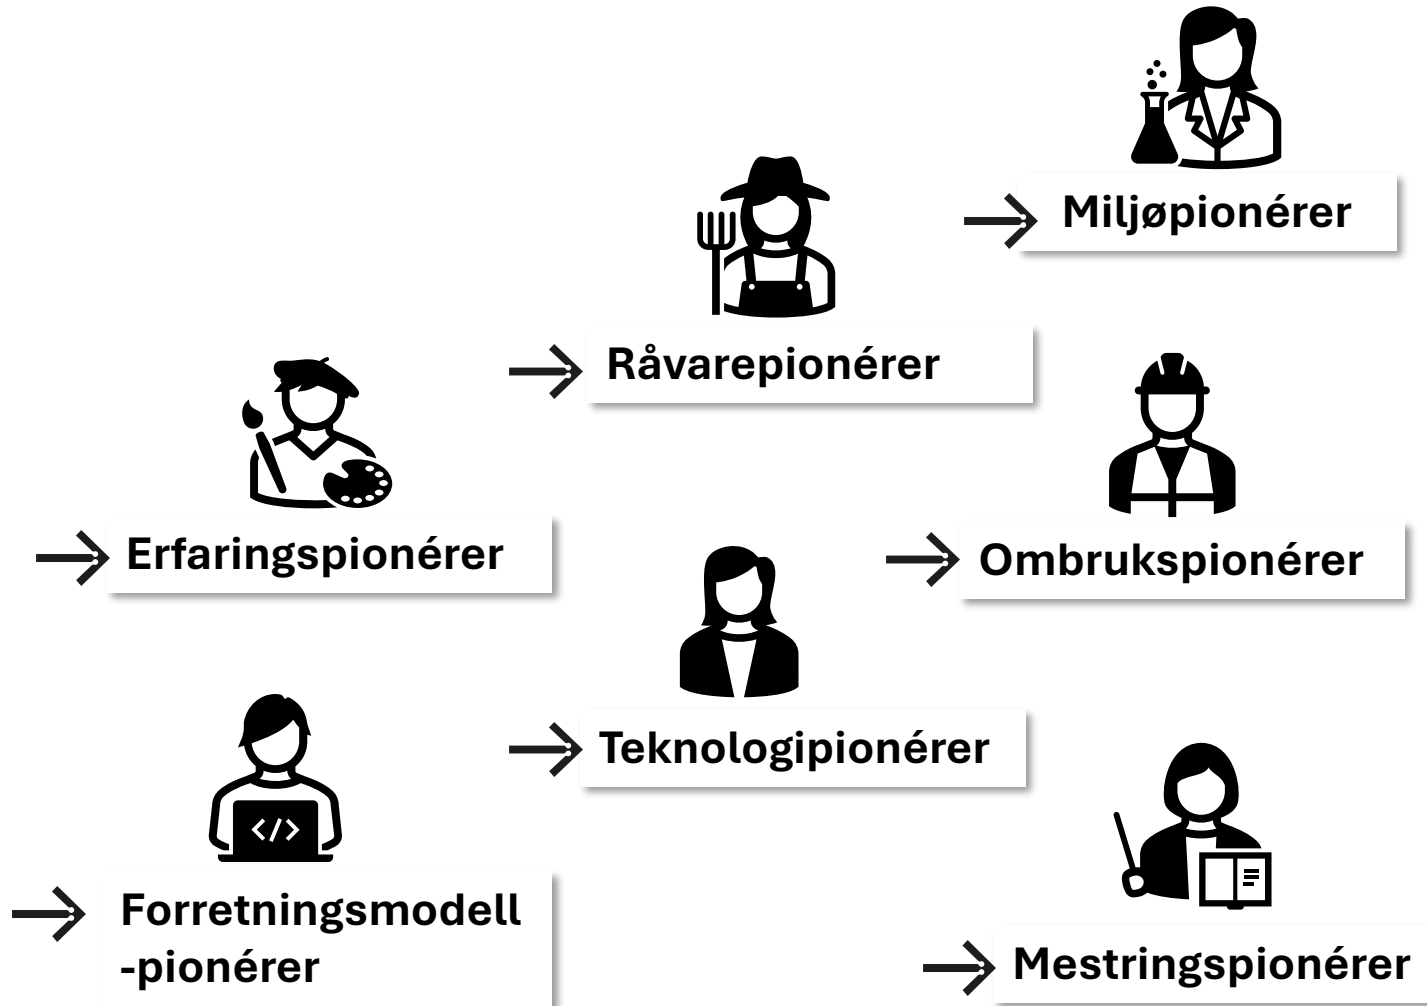 Miljøpionérer
Råvarepionérer
Erfaringspionérer
Ombrukspionérer
Teknologipionérer
</>
Forretningsmodell
-pionérer
Mestringspionérer